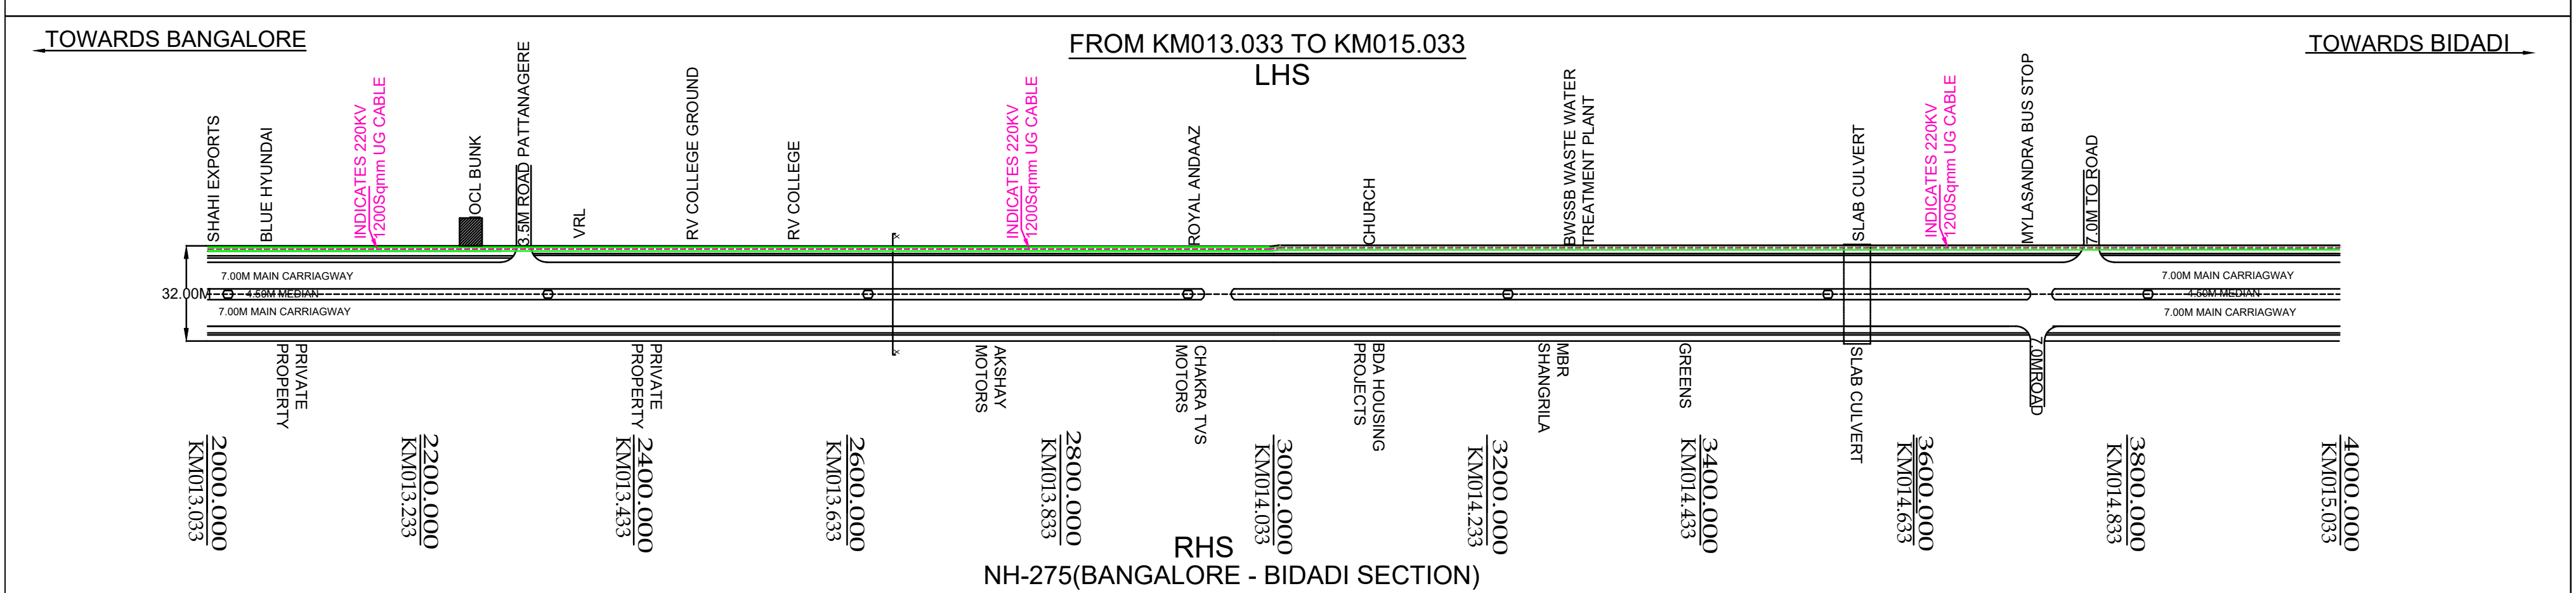 TOWARDS BANGALORE
FROM KM013.033 TO KM015.033
LHS
TOWARDS BIDADI
SHAHI EXPORTS
BLUE HYUNDAI
INDICATES 220KV
1200Sqmm UG CABLE
IOCL BUNK
3.5M ROAD PATTANAGERE
VRL
RV COLLEGE GROUND
RV COLLEGE
INDICATES 220KV
1200Sqmm UG CABLE
ROYAL ANDAAZ
CHURCH
BWSSB WASTE WATER
TREATMENT PLANT
SLAB CULVERT
INDICATES 220KV
1200Sqmm UG CABLE
MYLASANDRA BUS STOP
7.0M TO ROAD
7.00M MAIN CARRIAGWAY
7.00M MAIN CARRIAGWAY
32.00M
4.50M MEDIAN
4.50M MEDIAN
7.00M MAIN CARRIAGWAY
7.00M MAIN CARRIAGWAY
PRIVATE
PROPERTY
PRIVATE
PROPERTY
AKSHAY
MOTORS
CHAKRA TVS
MOTORS
BDA HOUSING
PROJECTS
MBR
SHANGRILA
GREENS
SLAB CULVERT
7.0MROAD
2000.000
KM013.033
2200.000
KM013.233
2400.000
KM013.433
2600.000
KM013.633
2800.000
KM013.833
3000.000
KM014.033
3200.000
KM014.233
3400.000
KM014.433
3600.000
KM014.633
3800.000
KM014.833
4000.000
KM015.033
RHS
NH-275(BANGALORE - BIDADI SECTION)